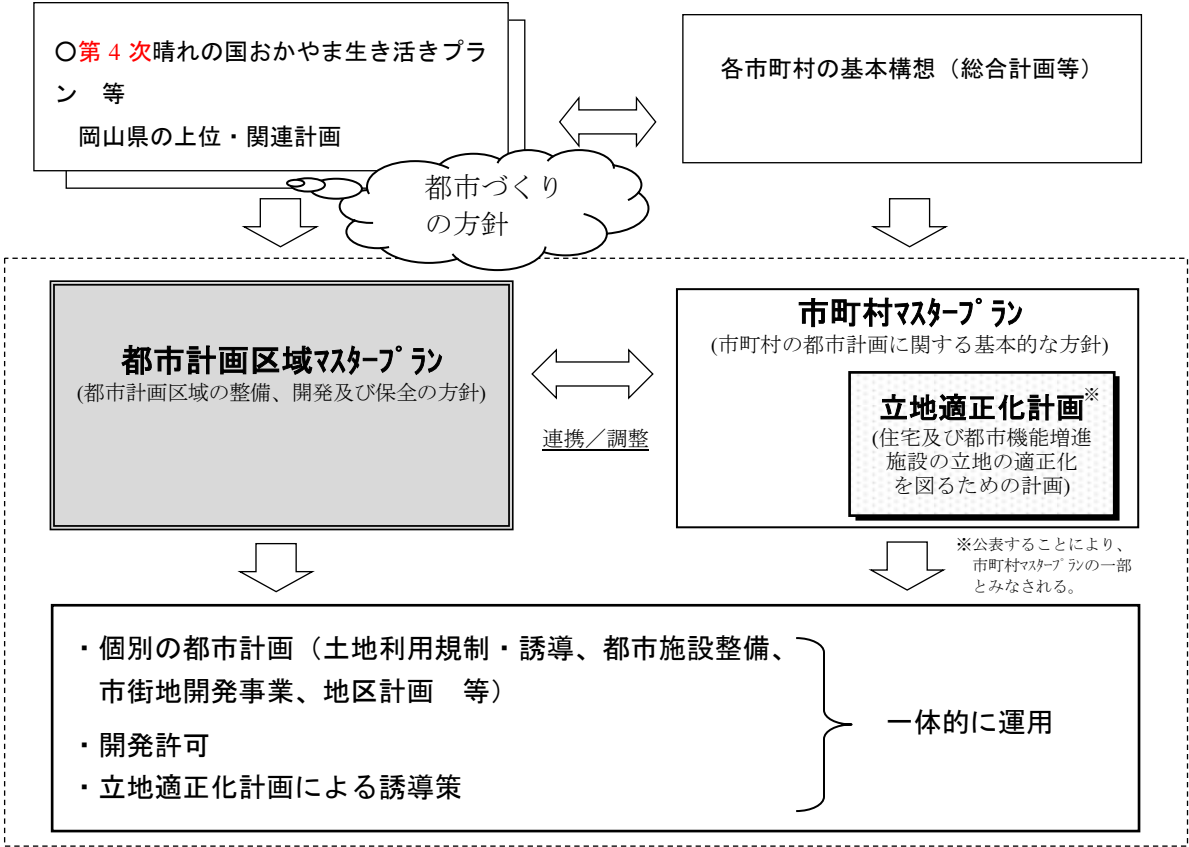 〇第４次晴れの国おかやま生き活きプラ
ン　等
岡山県の上位・関連計画
各市町村の基本構想（総合計画等）
都市づくり
の方針
都市計画区域ﾏｽﾀｰﾌﾟﾗﾝ
(都市計画区域の整備、開発及び保全の方針)
連携／調整
市町村ﾏｽﾀｰﾌﾟﾗﾝ
(市町村の都市計画に関する基本的な方針)
立地適正化計画※
(住宅及び都市機能増進
施設の立地の適正化
を図るための計画)
※公表することにより、
市町村ﾏｽﾀｰﾌﾟﾗﾝの一部
とみなされる。
・個別の都市計画（土地利用規制・誘導、都市施設整備、
市街地開発事業、地区計画　等）
・開発許可
・立地適正化計画による誘導策
一体的に運用